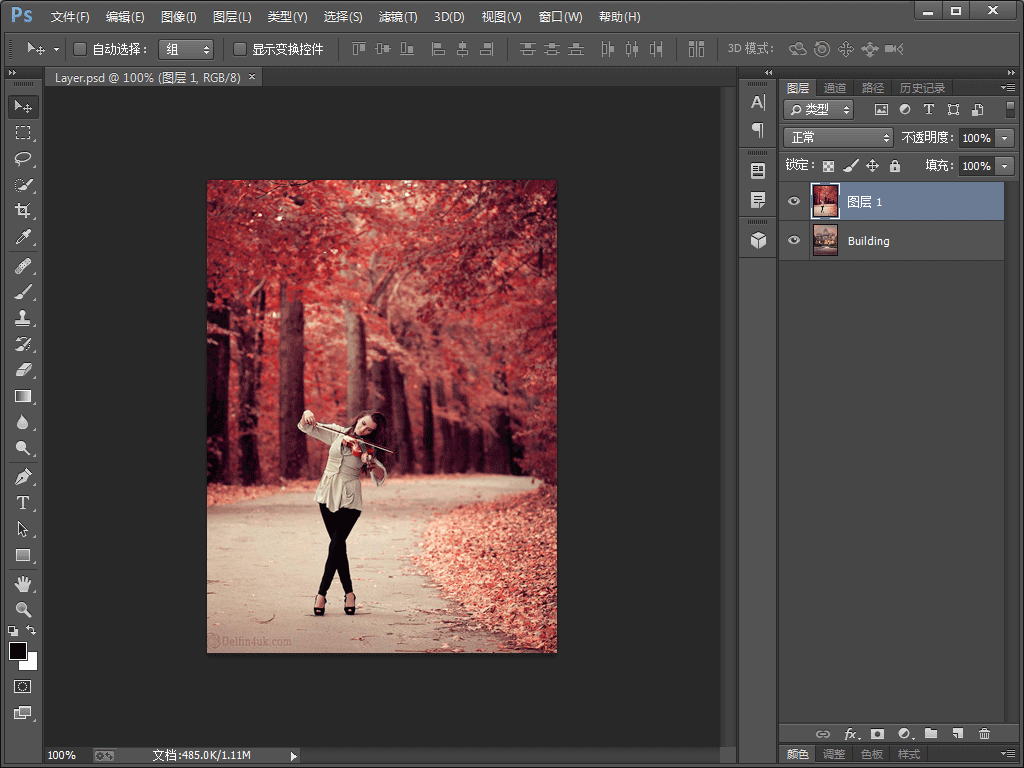 Ps 文件(F) 编辑(E) 图像(I) 图层(L) 类型(Y) 选择(S) 滤镜(T) 3D(D) 视图(V) 窗口(W) 帮助(H)
自动选择： 组 显示变换控件 3D 模式：
Layer.psd @ 100% (图层 1, RGB/8) ×
图层 通道 路径 历史记录
类型
正常 不透明度： 100%
锁定： 填充： 100%
图层 1
Building
Delfin4uk.com
100% 文档:485.0K/1.11M
颜色 调整 色板 样式